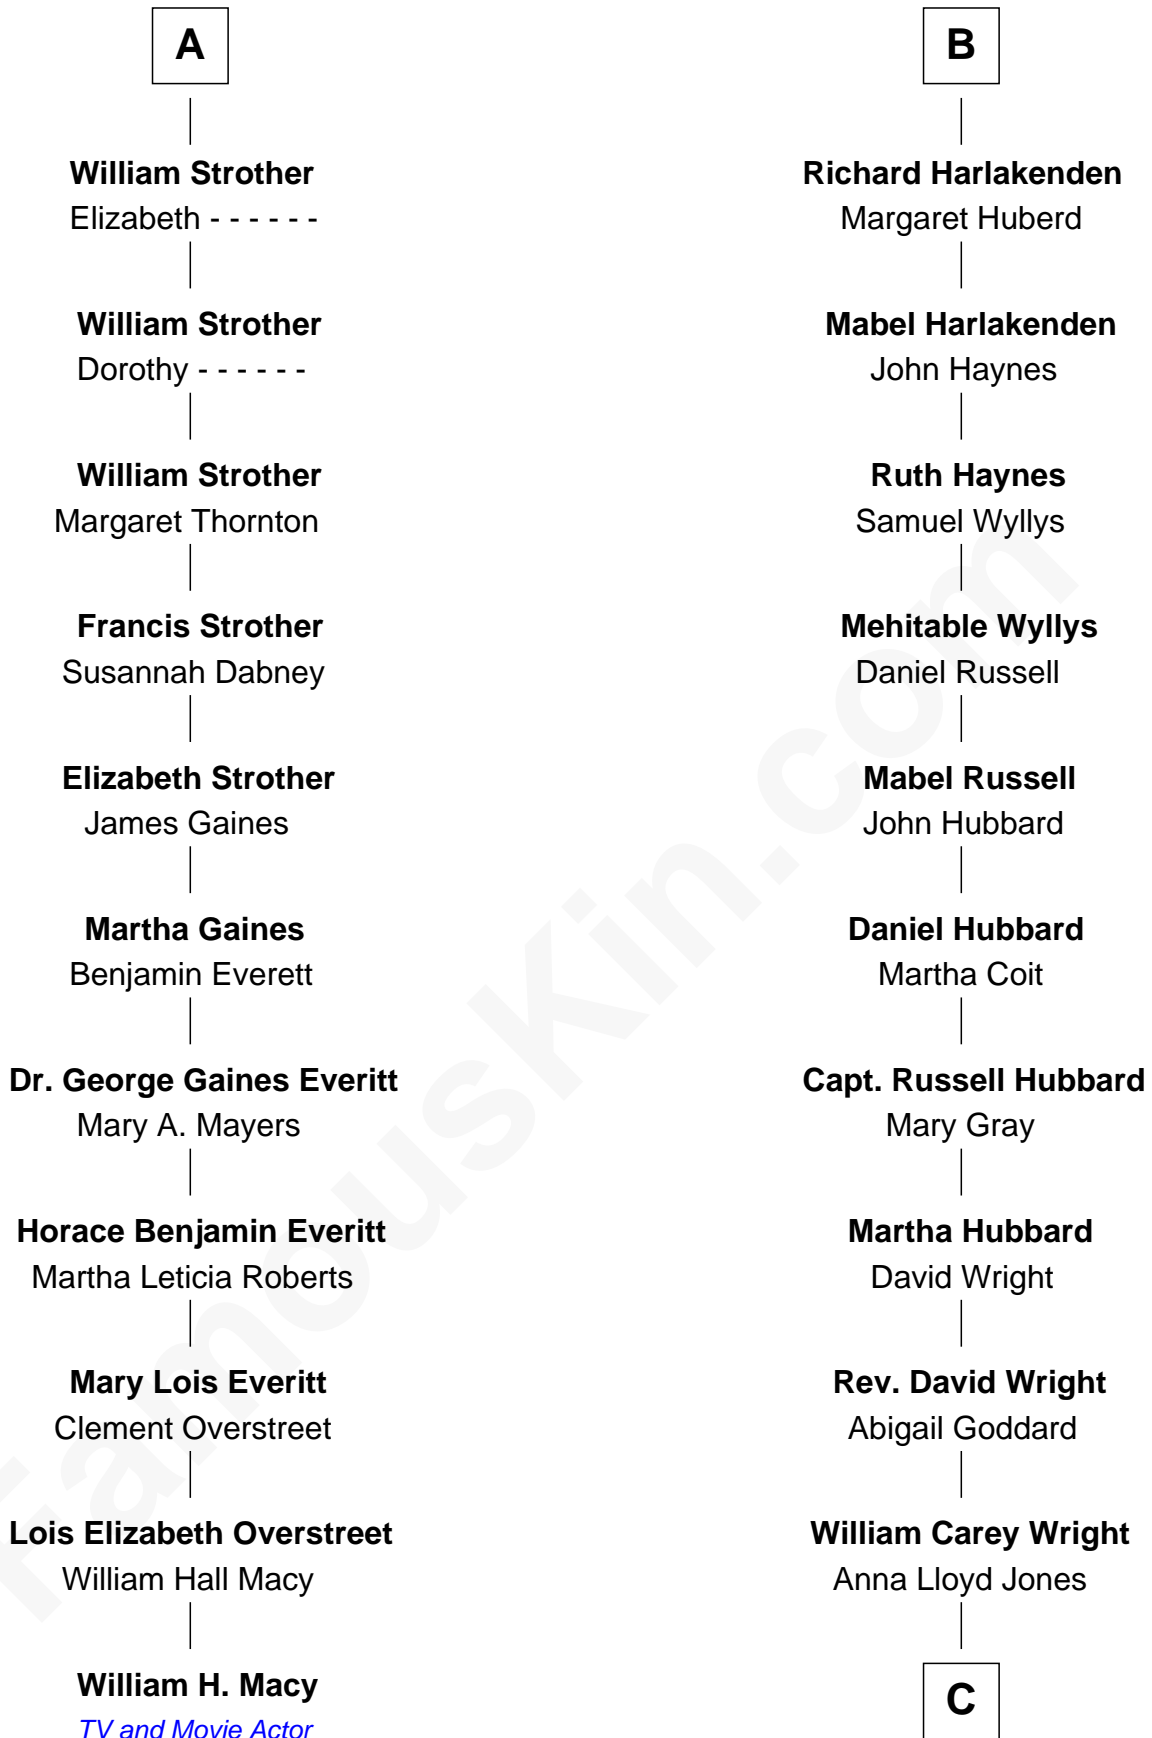 A
William Strother
Elizabeth - - - - - -
William Strother
Dorothy - - - - - -
William Strother
Margaret Thornton
Francis Strother
Susannah Dabney
Elizabeth Strother
James Gaines
Martha Gaines
Benjamin Everett
Dr. George Gaines Everitt
Mary A. Mayers
Horace Benjamin Everitt
Martha Leticia Roberts
Mary Lois Everitt
Clement Overstreet
Lois Elizabeth Overstreet
William Hall Macy
William H. Macy
TV and Movie Actor
B
Richard Harlakenden
Margaret Huberd
Mabel Harlakenden
John Haynes
Ruth Haynes
Samuel Wyllys
Mehitable Wyllys
Daniel Russell
Mabel Russell
John Hubbard
Daniel Hubbard
Martha Coit
Capt. Russell Hubbard
Mary Gray
Martha Hubbard
David Wright
Rev. David Wright
Abigail Goddard
William Carey Wright
Anna Lloyd Jones
C
FamousKin.com